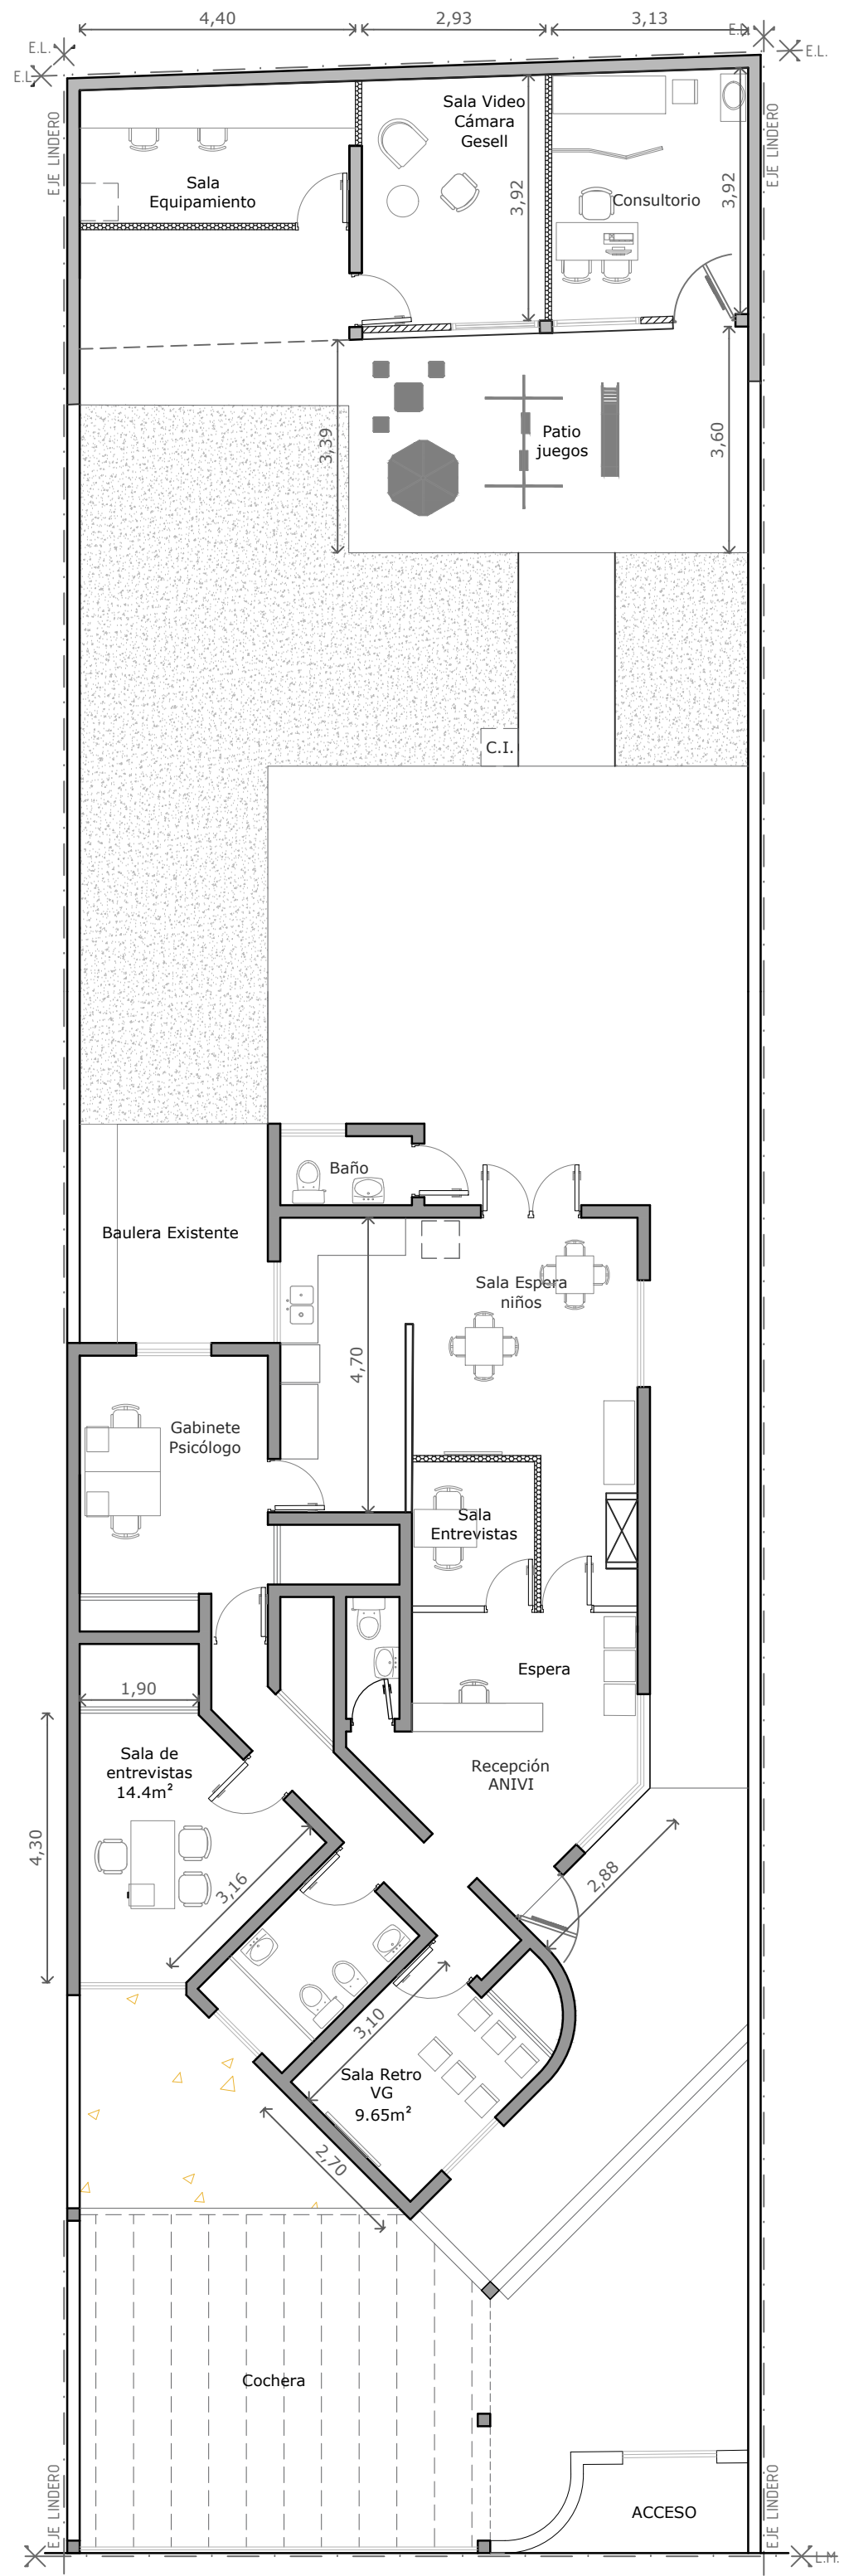 4,40
2,93
3,13
E.L.
E.L.
E.L.
E.L.
EJE LINDERO
EJE LINDERO
Sala Video
Cámara
Gesell
Sala
Equipamiento
3,92
Consultorio
3,92
3,39
Patio
juegos
3,60
C.I.
Baño
Baulera Existente
Sala Espera
niños
4,70
Gabinete
Psicólogo
Sala
Entrevistas
Espera
1,90
Recepción
ANIVI
Sala de
entrevistas
14.4m²
4,30
3,16
2,88
3,10
Sala Retro
VG
9.65m²
2,70
Cochera
EJE LINDERO
EJE LINDERO
ACCESO
L.M.